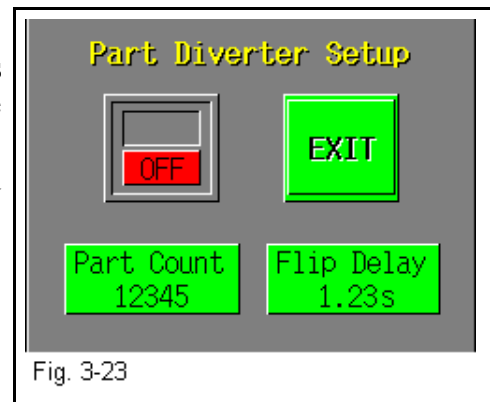 Part Diverter Setup
OFF
EXIT
Part Count
12345
Flip Delay
1.23s
Fig. 3-23